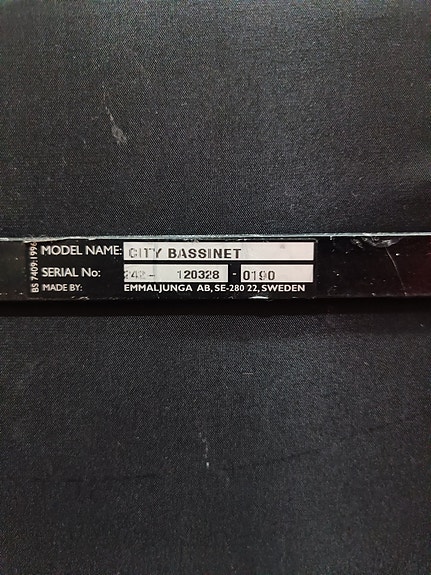 MODEL NAME: CITY BASSINET
SERIAL No: 120328 - 0190
MADE BY: EMMALJUNGA AB, SE-280 22, SWEDEN
BS 7409:1996